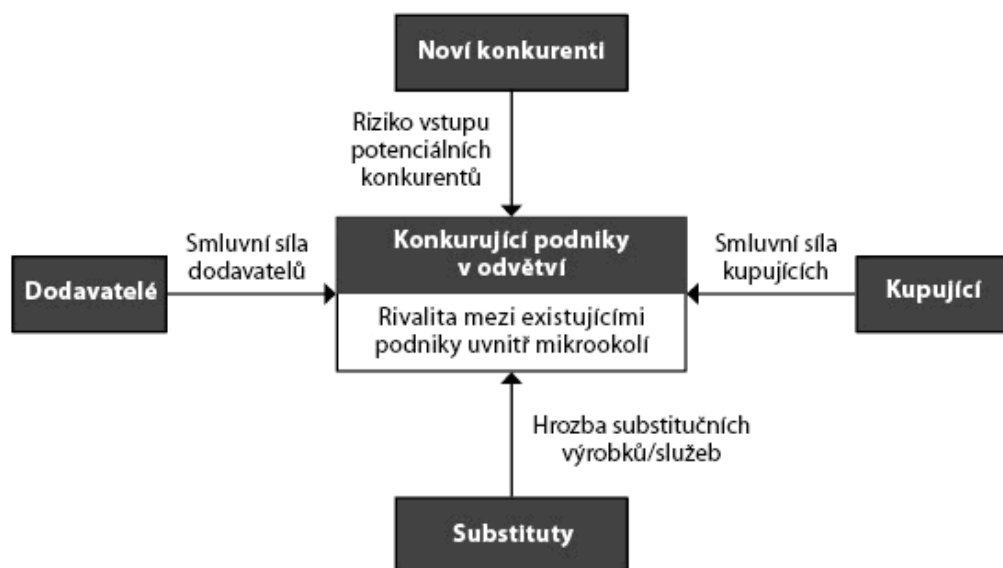 Noví konkurenti
Riziko vstupu
potenciálních
konkurentů
Smluvní síla
dodavatelů
Dodavatelé
Konkurující podniky
v odvětví
Rivalita mezi existujícími
podniky uvnitř mikrookolí
Smluvní síla
kupujících
Kupující
Hrozba substitučních
výrobků/služeb
Substituty